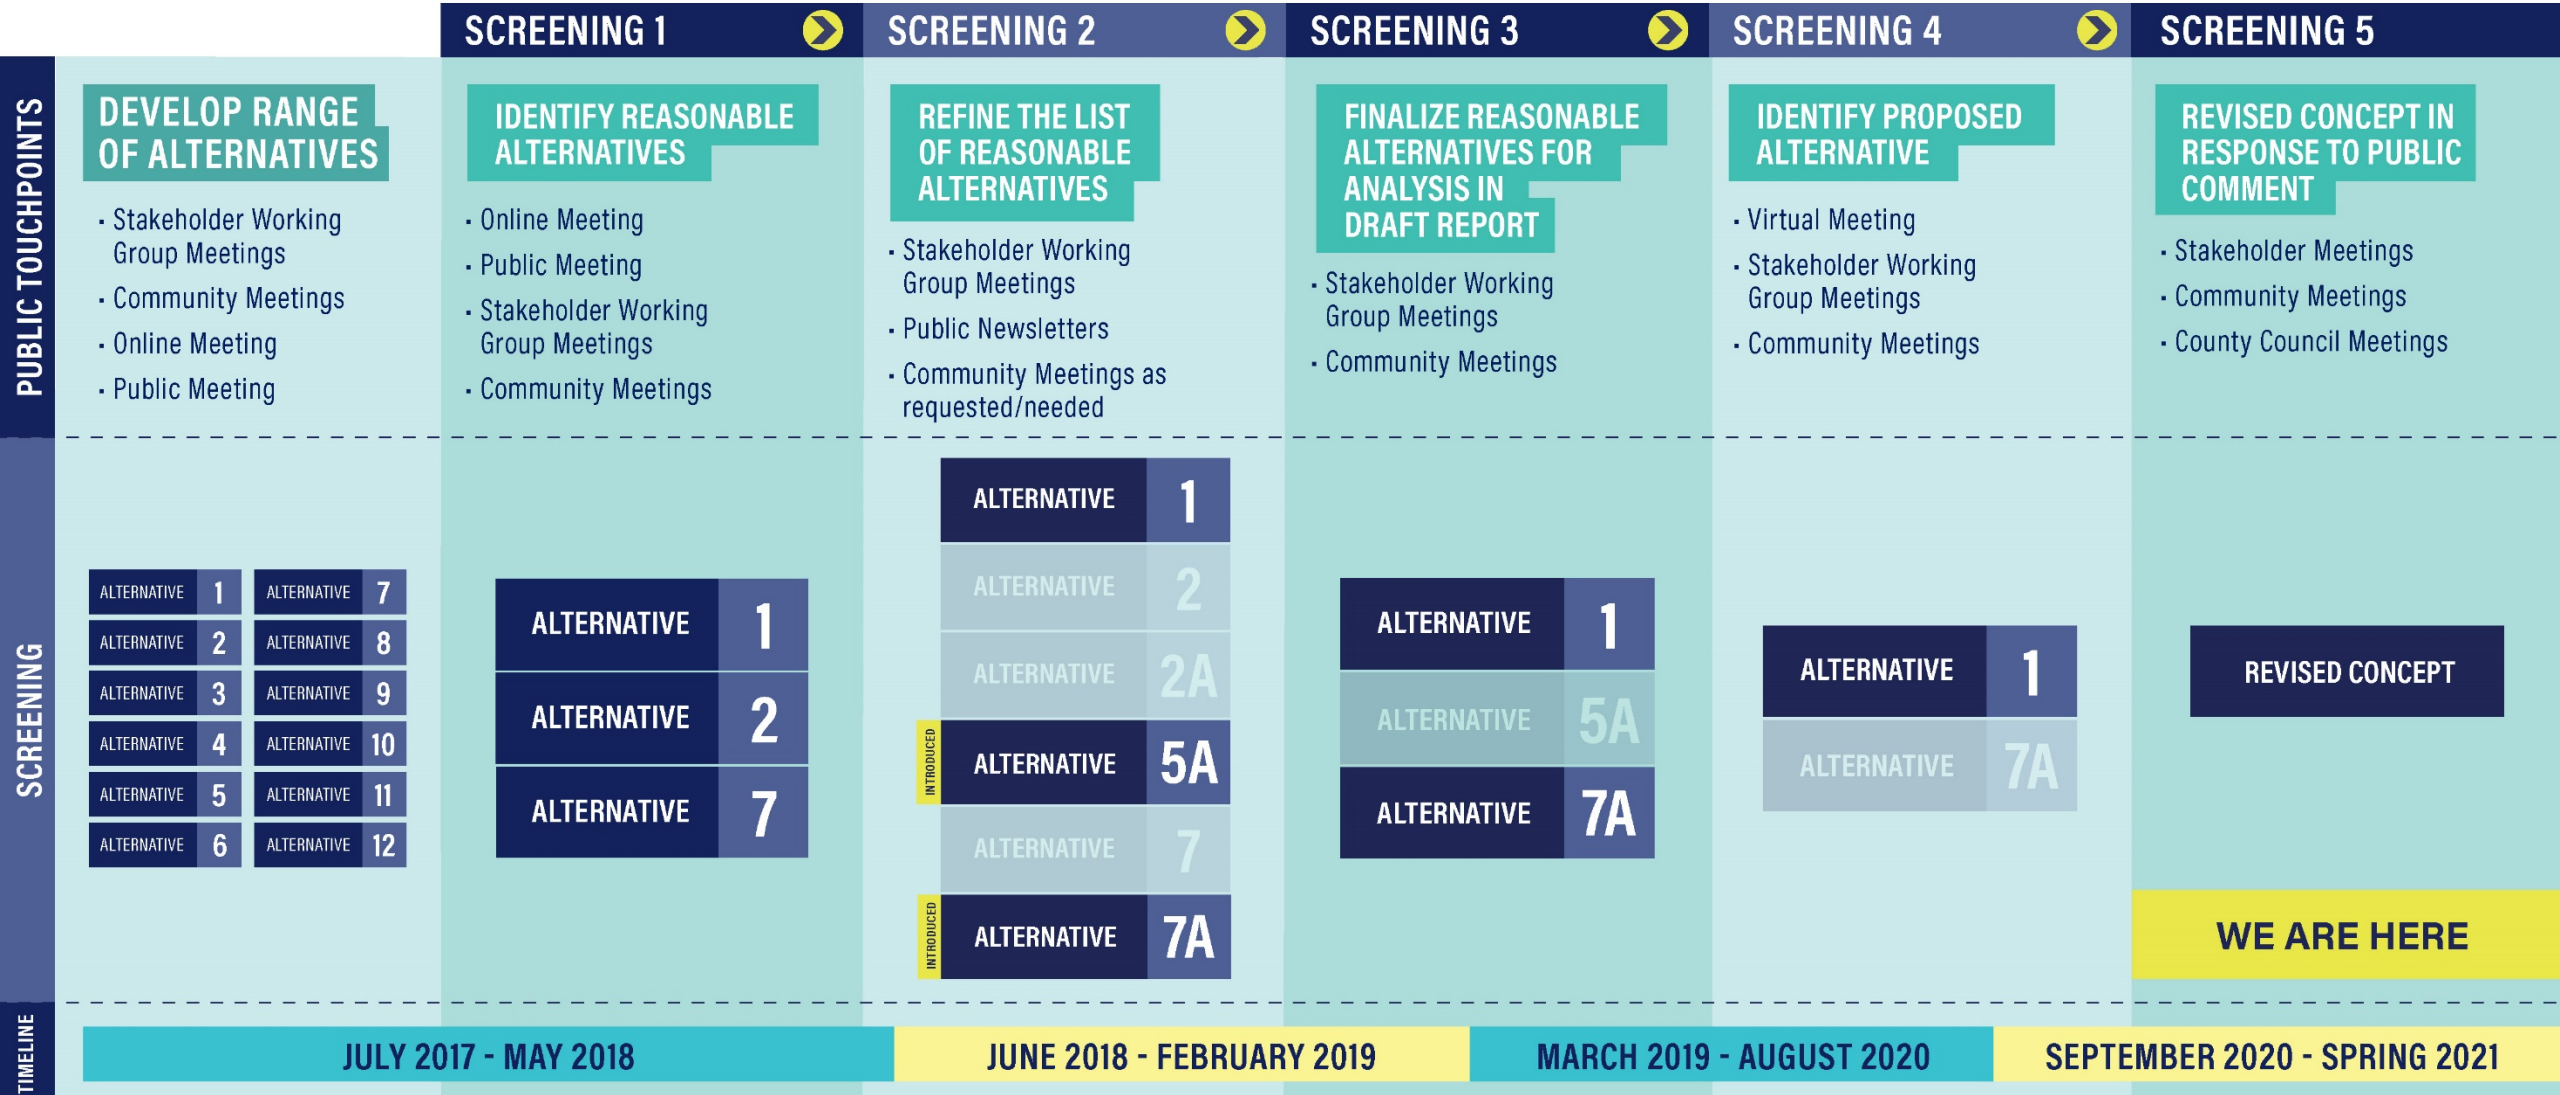 SCREENING 1
SCREENING 2
SCREENING 3
SCREENING 4
SCREENING 5
PUBLIC TOUCHPOINTS
DEVELOP RANGE
OF ALTERNATIVES
· Stakeholder Working
Group Meetings
· Community Meetings
· Online Meeting
· Public Meeting
IDENTIFY REASONABLE
ALTERNATIVES
· Online Meeting
· Public Meeting
· Stakeholder Working
Group Meetings
· Community Meetings
REFINE THE LIST
OF REASONABLE
ALTERNATIVES
· Stakeholder Working
Group Meetings
· Public Newsletters
· Community Meetings as
requested/needed
FINALIZE REASONABLE
ALTERNATIVES FOR
ANALYSIS IN
DRAFT REPORT
· Stakeholder Working
Group Meetings
· Community Meetings
IDENTIFY PROPOSED
ALTERNATIVE
· Virtual Meeting
· Stakeholder Working
Group Meetings
· Community Meetings
REVISED CONCEPT IN
RESPONSE TO PUBLIC
COMMENT
· Stakeholder Meetings
· Community Meetings
· County Council Meetings
SCREENING
ALTERNATIVE 1
ALTERNATIVE 2
ALTERNATIVE 3
ALTERNATIVE 4
ALTERNATIVE 5
ALTERNATIVE 6
ALTERNATIVE 7
ALTERNATIVE 8
ALTERNATIVE 9
ALTERNATIVE 10
ALTERNATIVE 11
ALTERNATIVE 12
ALTERNATIVE 1
ALTERNATIVE 2
ALTERNATIVE 7
ALTERNATIVE 1
ALTERNATIVE 2
ALTERNATIVE 2A
INTRODUCED
ALTERNATIVE 5A
ALTERNATIVE 7
INTRODUCED
ALTERNATIVE 7A
ALTERNATIVE 1
ALTERNATIVE 5A
ALTERNATIVE 7A
ALTERNATIVE 1
ALTERNATIVE 7A
REVISED CONCEPT
WE ARE HERE
TIMELINE
JULY 2017 - MAY 2018
JUNE 2018 - FEBRUARY 2019
MARCH 2019 - AUGUST 2020
SEPTEMBER 2020 - SPRING 2021